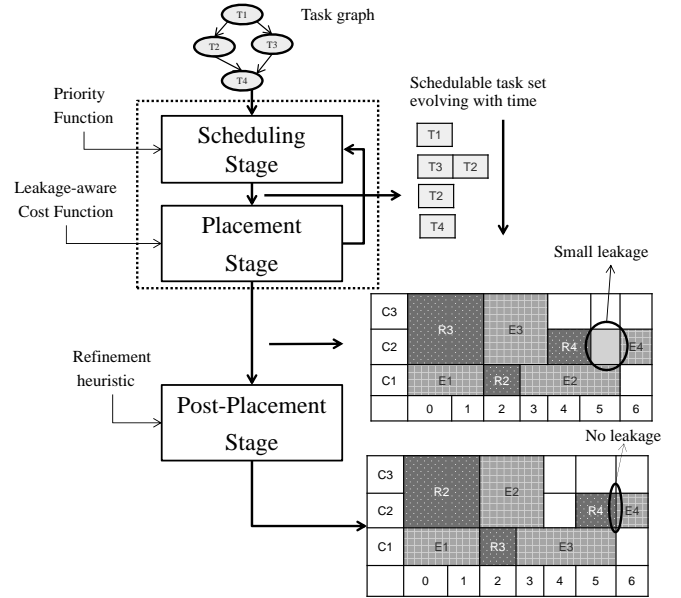 T1
Task graph
T2
T3
T4
Schedulable task set
evolving with time
Priority
Function
Scheduling
Stage
T1
T3 T2
T2
T4
Leakage-aware
Cost Function
Placement
Stage
Small leakage
C3
R3 E3
C2
R4 E4
C1
E1 R2 E2
0 1 2 3 4 5 6
Refinement
heuristic
Post-Placement
Stage
No leakage
C3
R2 E2
C2
R4 E4
C1
E1 R3 E3
0 1 2 3 4 5 6